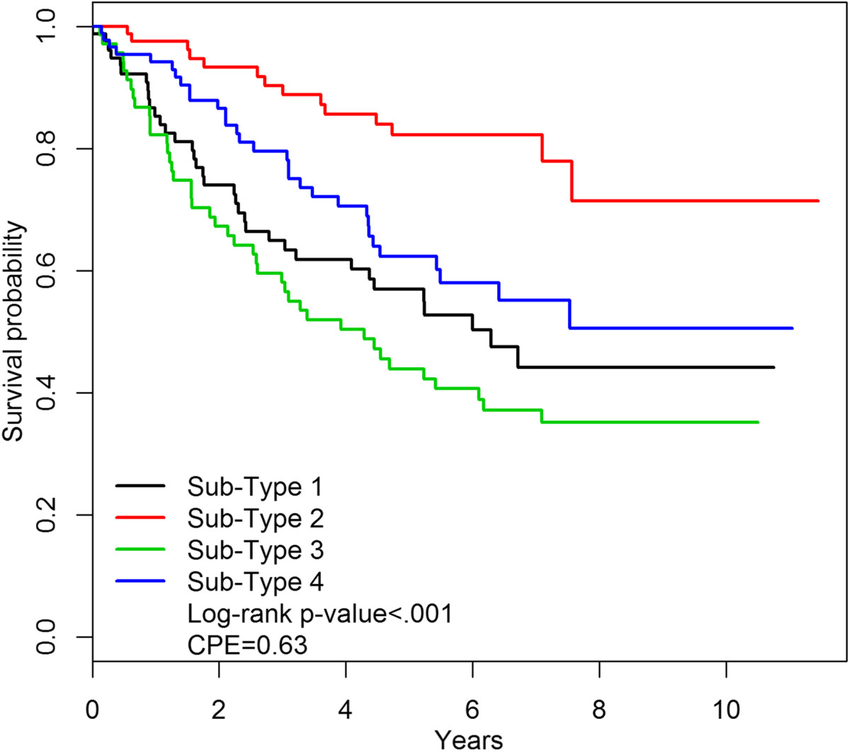 1.0
0.8
0.6
0.4
0.2
0.0
Survival probability
Sub-Type 1
Sub-Type 2
Sub-Type 3
Sub-Type 4
Log-rank p-value<.001
CPE=0.63
0 2 4 6 8 10
Years